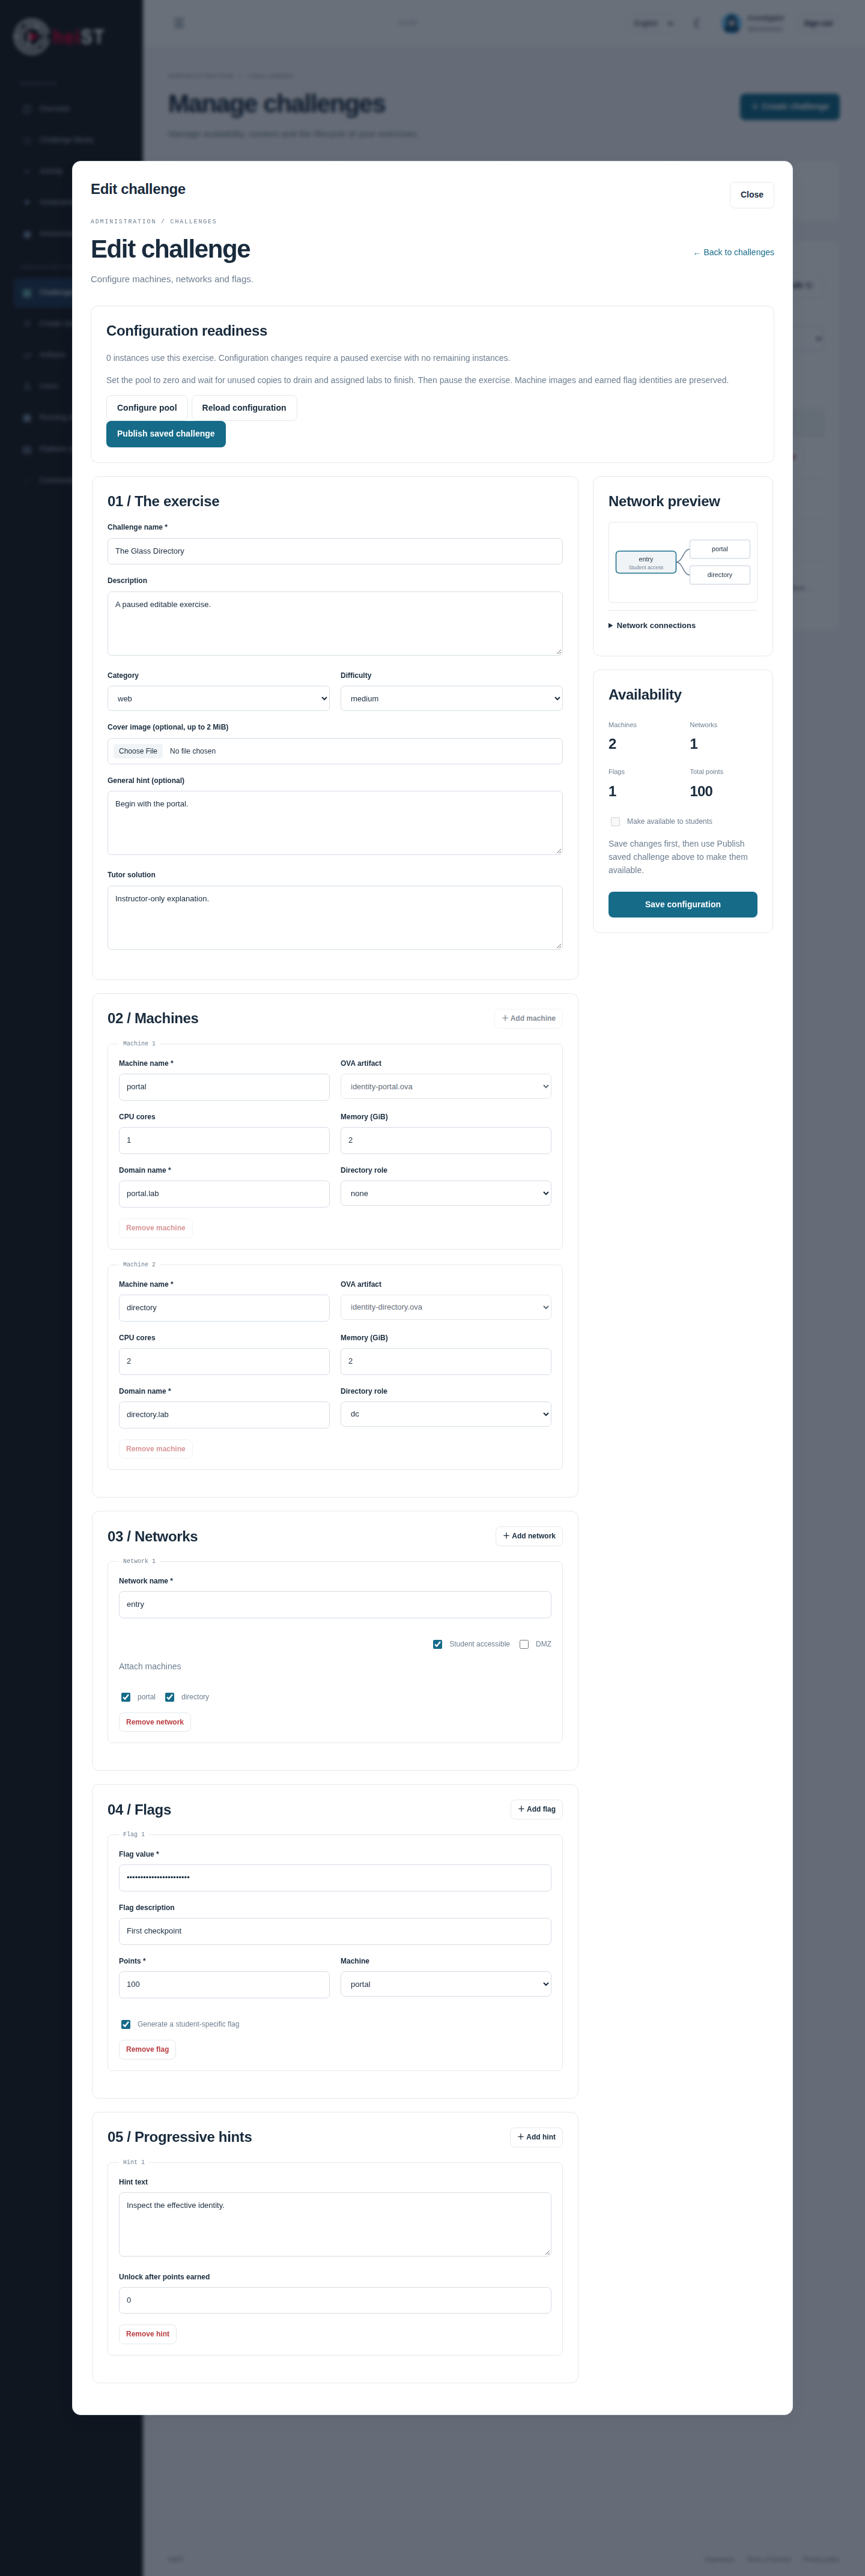 Manage challenges
+ Create challenge
Edit challenge
Close
ADMINISTRATION / CHALLENGES
Edit challenge
← Back to challenges
Configure machines, networks and flags.
Configuration readiness
0 instances use this exercise. Configuration changes require a paused exercise with no remaining instances.
Set the pool to zero and wait for unused copies to drain and assigned labs to finish. Then pause the exercise. Machine images and earned flag identities are preserved.
Configure pool
Reload configuration
Publish saved challenge
01 / The exercise
Challenge name *
The Glass Directory
Description
A paused editable exercise.
Category
Difficulty
web
medium
Cover image (optional, up to 2 MiB)
Choose File No file chosen
General hint (optional)
Begin with the portal.
Tutor solution
Instructor-only explanation.
Network preview
entry
Student access
portal
directory
▶ Network connections
Availability
Machines
Networks
2
1
Flags
Total points
1
100
Make available to students
Save changes first, then use Publish
saved challenge above to make them
available.
Save configuration
02 / Machines
+ Add machine
Machine 1
Machine name *
OVA artifact
portal
identity-portal.ova
CPU cores
Memory (GiB)
1
2
Domain name *
Directory role
portal.lab
none
Remove machine
Machine 2
Machine name *
OVA artifact
directory
identity-directory.ova
CPU cores
Memory (GiB)
2
2
Domain name *
Directory role
directory.lab
dc
Remove machine
03 / Networks
+ Add network
Network 1
Network name *
entry
Student accessible
DMZ
Attach machines
portal
directory
Remove network
04 / Flags
+ Add flag
Flag 1
Flag value *
•••••••••••••••••••••••
Flag description
First checkpoint
Points *
Machine
100
portal
Generate a student-specific flag
Remove flag
05 / Progressive hints
+ Add hint
Hint 1
Hint text
Inspect the effective identity.
Unlock after points earned
0
Remove hint